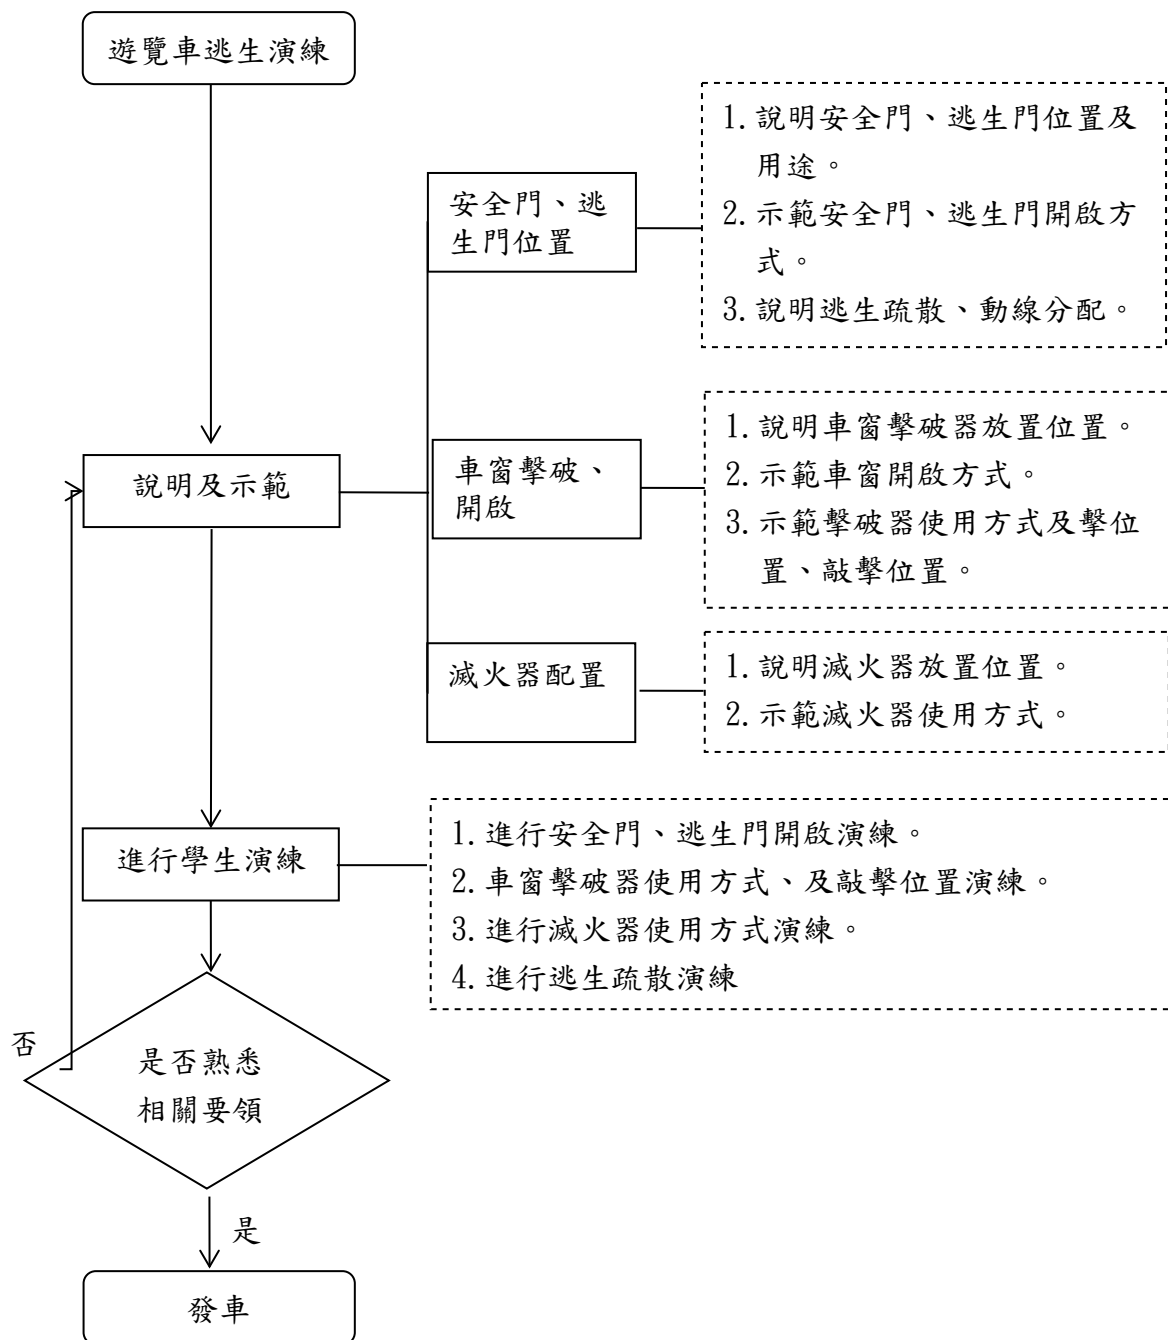 遊覽車逃生演練
1.說明安全門、逃生門位置及
用途。
2.示範安全門、逃生門開啟方
式。
3.說明逃生疏散、動線分配。
安全門、逃
生門位置
1.說明車窗擊破器放置位置。
2.示範車窗開啟方式。
3.示範擊破器使用方式及擊位
置、敲擊位置。
車窗擊破、
開啟
說明及示範
1.說明滅火器放置位置。
2.示範滅火器使用方式。
滅火器配置
進行學生演練
1.進行安全門、逃生門開啟演練。
2.車窗擊破器使用方式、及敲擊位置演練。
3.進行滅火器使用方式演練。
4.進行逃生疏散演練
否
是否熟悉
相關要領
是
發車